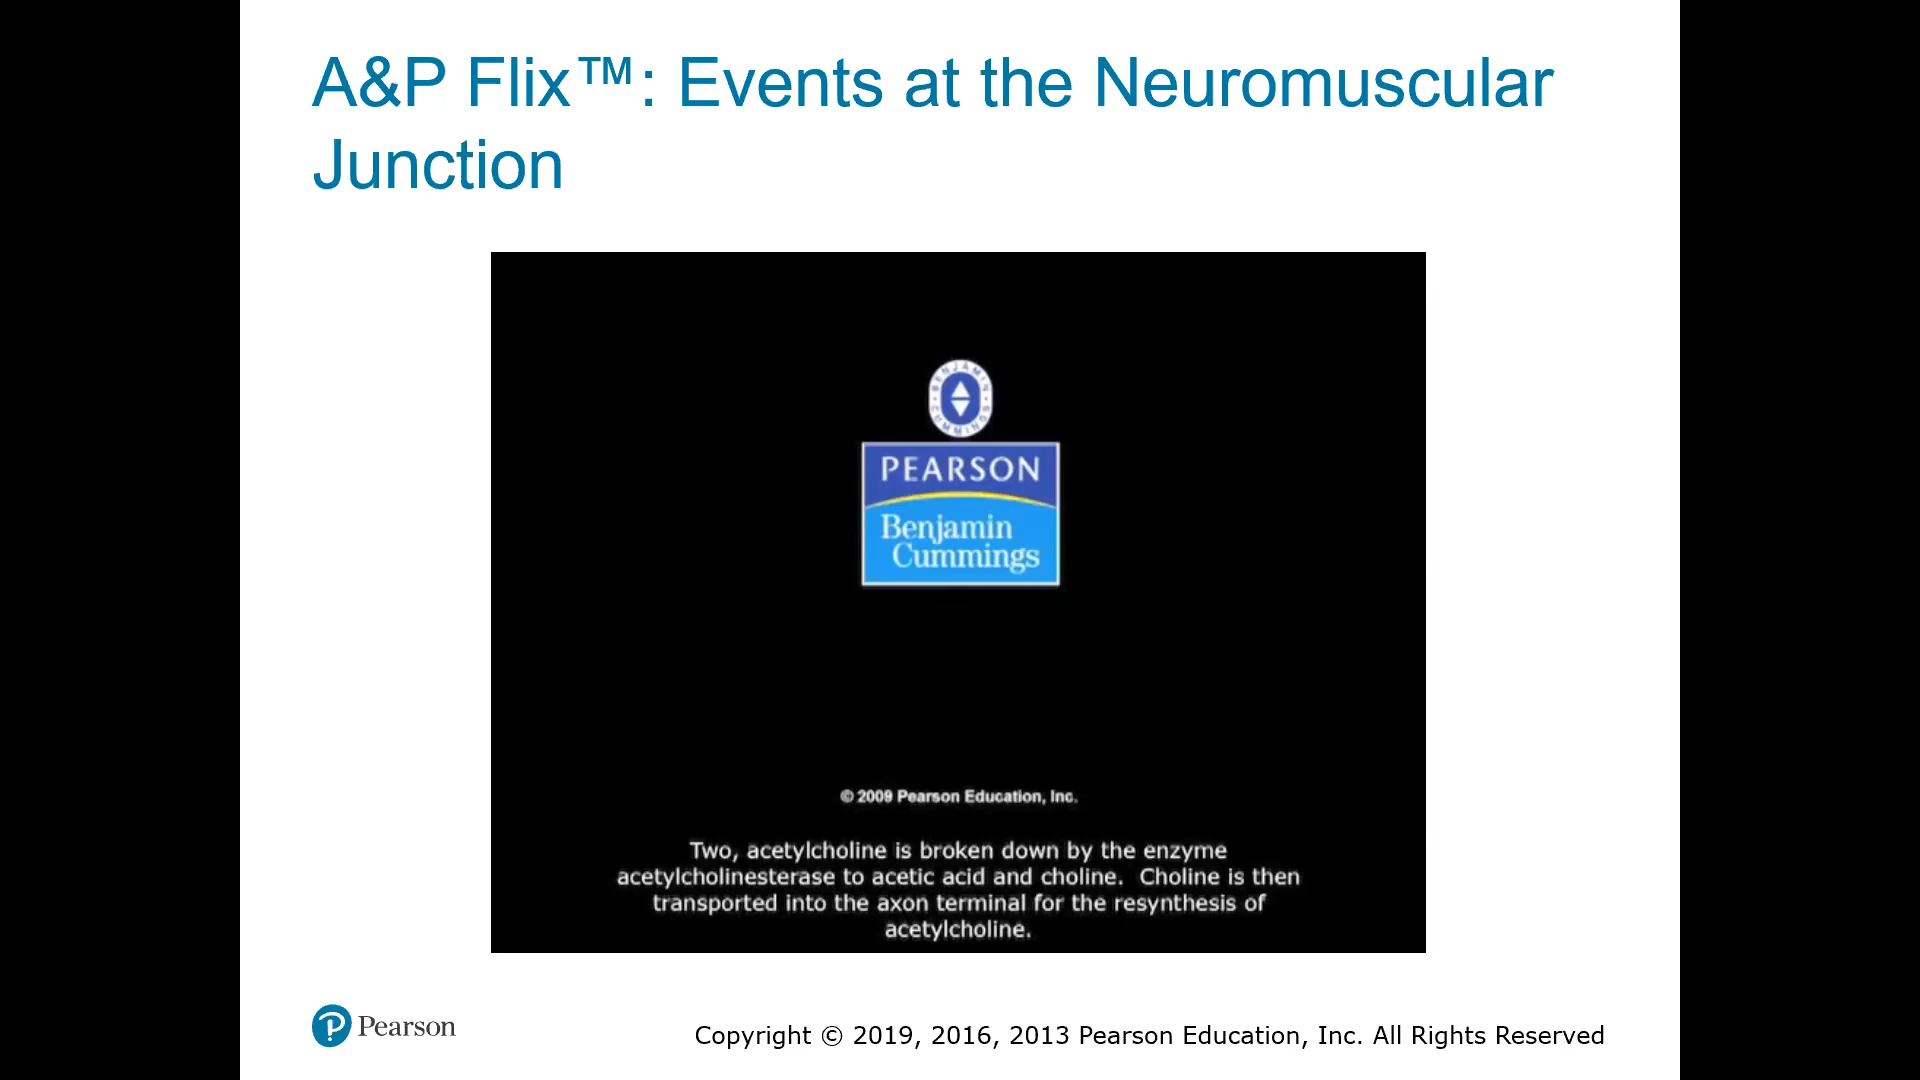 A&P Flix™: Events at the Neuromuscular
Junction
BENJAMIN CUMMINGS
PEARSON
Benjamin
Cummings
© 2009 Pearson Education, Inc.
Two, acetylcholine is broken down by the enzyme
acetylcholinesterase to acetic acid and choline.  Choline is then
transported into the axon terminal for the resynthesis of
acetylcholine.
Pearson
Copyright © 2019, 2016, 2013 Pearson Education, Inc. All Rights Reserved